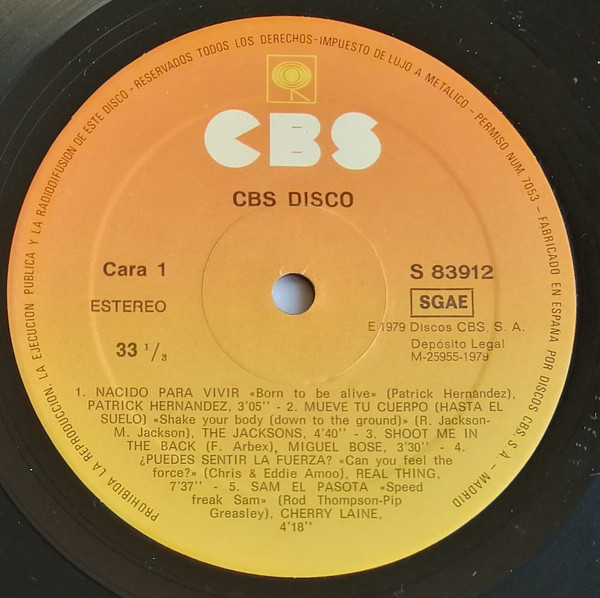 PROHIBIDA LA REPRODUCCION, LA EJECUCION PUBLICA Y LA RADIODIFUSION DE ESTE DISCO - RESERVADOS TODOS LOS DERECHOS - IMPUESTO DE LUJO A METALICO - PERMISO NUM. 7053 - FABRICADO EN ESPAÑA POR DISCOS CBS, S. A. - MADRID
CBS
CBS DISCO
Cara 1
S 83912
ESTEREO
SGAE
33 1/3
E 1979 Discos CBS, S. A.
Depósito Legal
M-25955-1979
1. NACIDO PARA VIVIR «Born to be alive» (Patrick Hernández),
PATRICK HERNANDEZ, 3'05'' - 2. MUEVE TU CUERPO (HASTA EL
SUELO) «Shake your body (down to the ground)» (R. Jackson-
M. Jackson), THE JACKSONS, 4'40'' - 3. SHOOT ME IN
THE BACK (F. Arbex), MIGUEL BOSE, 3'30'' - 4.
¿PUEDES SENTIR LA FUERZA? «Can you feel the
force?» (Chris & Eddie Amoo), REAL THING,
7'37'' - 5. SAM EL PASOTA «Speed
freak Sam» (Rod Thompson-Pip
Greasley), CHERRY LAINE,
4'18''